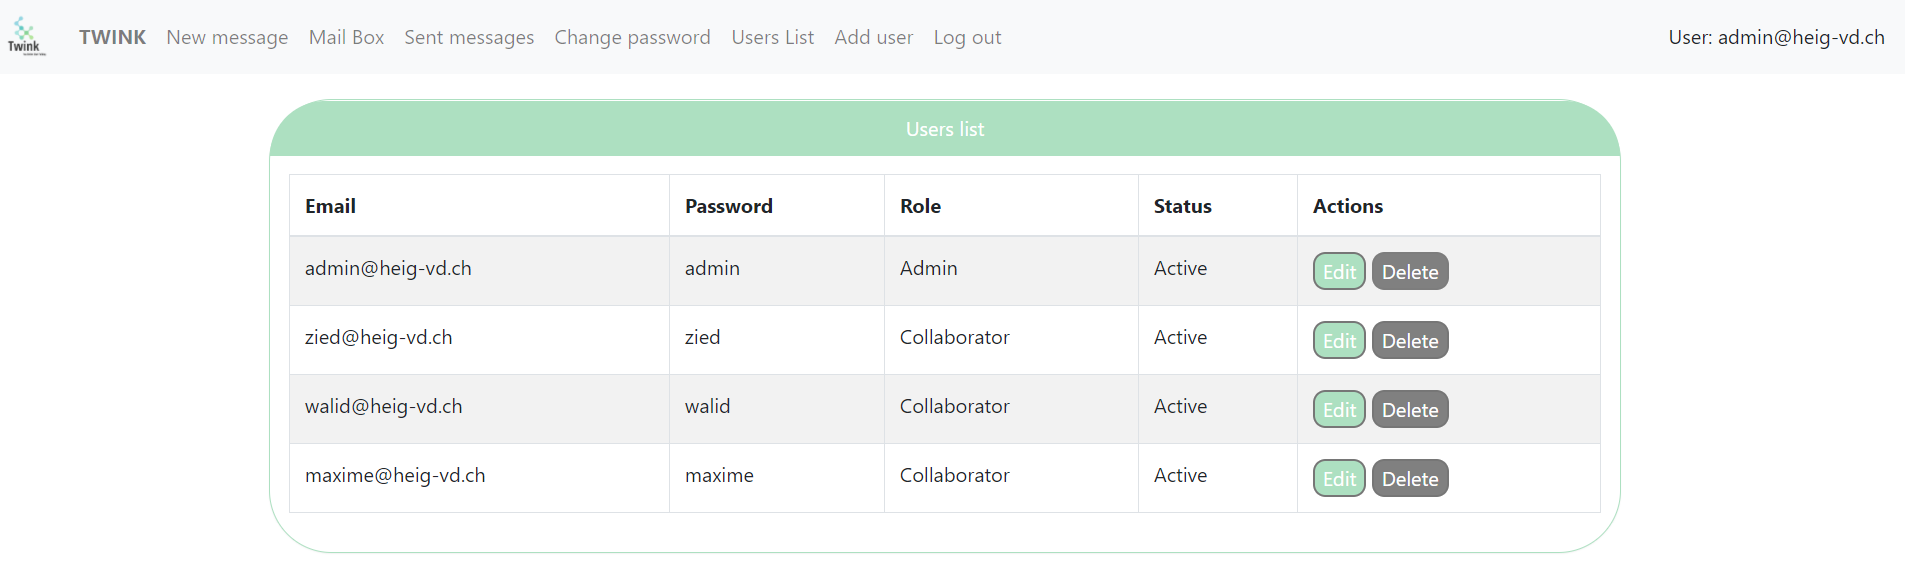 Twink
TWINK New message Mail Box Sent messages Change password Users List Add user Log out User: admin@heig-vd.ch
Users list
Email Password Role Status Actions
admin@heig-vd.ch admin Admin Active Edit Delete
zied@heig-vd.ch zied Collaborator Active Edit Delete
walid@heig-vd.ch walid Collaborator Active Edit Delete
maxime@heig-vd.ch maxime Collaborator Active Edit Delete